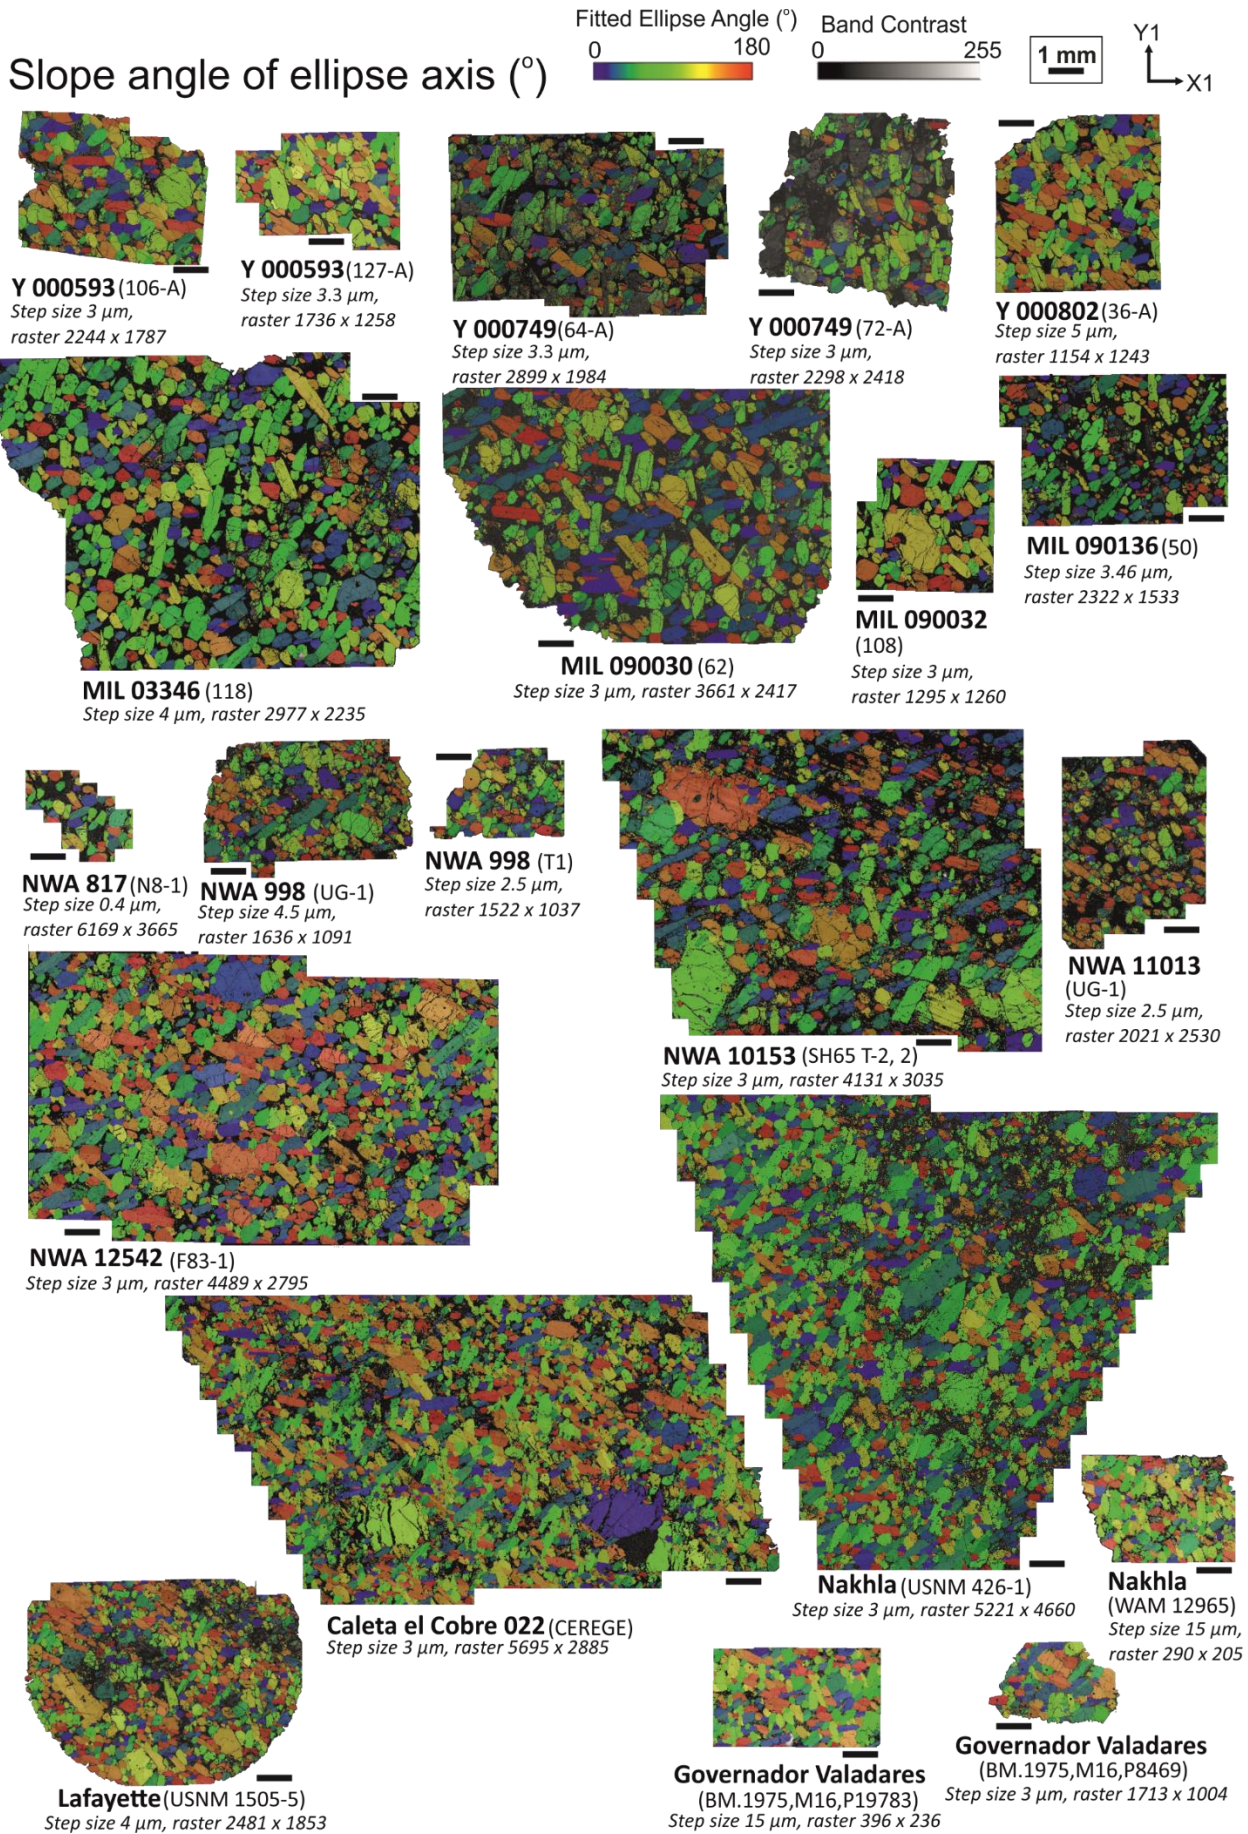 Fitted Ellipse Angle (°)
0 180
Band Contrast
0 255
1 mm
Y1
X1
Slope angle of ellipse axis (°)
Y 000593 (106-A)
Step size 3 µm,
raster 2244 x 1787
Y 000593 (127-A)
Step size 3.3 µm,
raster 1736 x 1258
Y 000749 (64-A)
Step size 3.3 µm,
raster 2899 x 1984
Y 000749 (72-A)
Step size 3 µm,
raster 2298 x 2418
Y 000802 (36-A)
Step size 5 µm,
raster 1154 x 1243
MIL 03346 (118)
Step size 4 µm, raster 2977 x 2235
MIL 090030 (62)
Step size 3 µm, raster 3661 x 2417
MIL 090032
(108)
Step size 3 µm,
raster 1295 x 1260
MIL 090136 (50)
Step size 3.46 µm,
raster 2322 x 1533
NWA 817 (N8-1)
Step size 0.4 µm,
raster 6169 x 3665
NWA 998 (UG-1)
Step size 4.5 µm,
raster 1636 x 1091
NWA 998 (T1)
Step size 2.5 µm,
raster 1522 x 1037
NWA 10153 (SH65 T-2, 2)
Step size 3 µm, raster 4131 x 3035
NWA 11013
(UG-1)
Step size 2.5 µm,
raster 2021 x 2530
NWA 12542 (F83-1)
Step size 3 µm, raster 4489 x 2795
Caleta el Cobre 022 (CEREGE)
Step size 3 µm, raster 5695 x 2885
Nakhla (USNM 426-1)
Step size 3 µm, raster 5221 x 4660
Nakhla
(WAM 12965)
Step size 15 µm,
raster 290 x 205
Lafayette (USNM 1505-5)
Step size 4 µm, raster 2481 x 1853
Governador Valadares
(BM.1975,M16,P19783)
Step size 15 µm, raster 396 x 236
Governador Valadares
(BM.1975,M16,P8469)
Step size 3 µm, raster 1713 x 1004